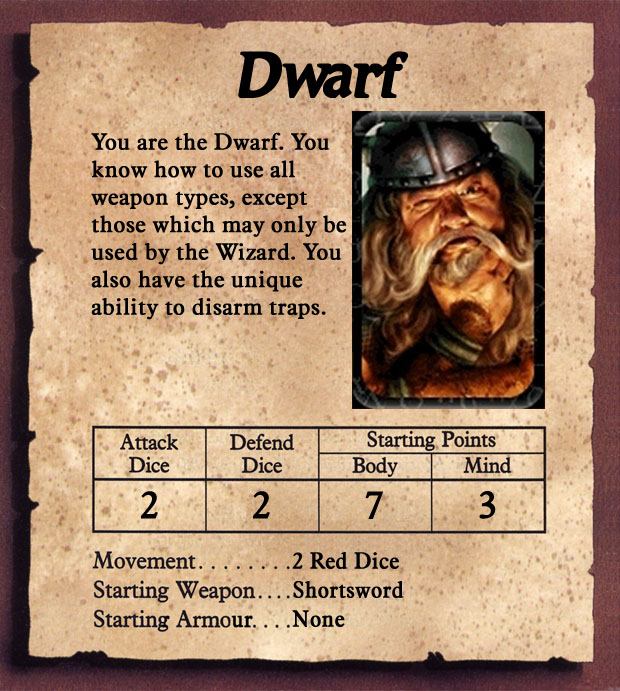 Dwarf
You are the Dwarf. You
know how to use all
weapon types, except
those which may only be
used by the Wizard. You
also have the unique
ability to disarm traps.
Attack Dice
Defend Dice
Starting Points
Body
Mind
2
2
7
3
Movement........2 Red Dice
Starting Weapon....Shortsword
Starting Armour....None